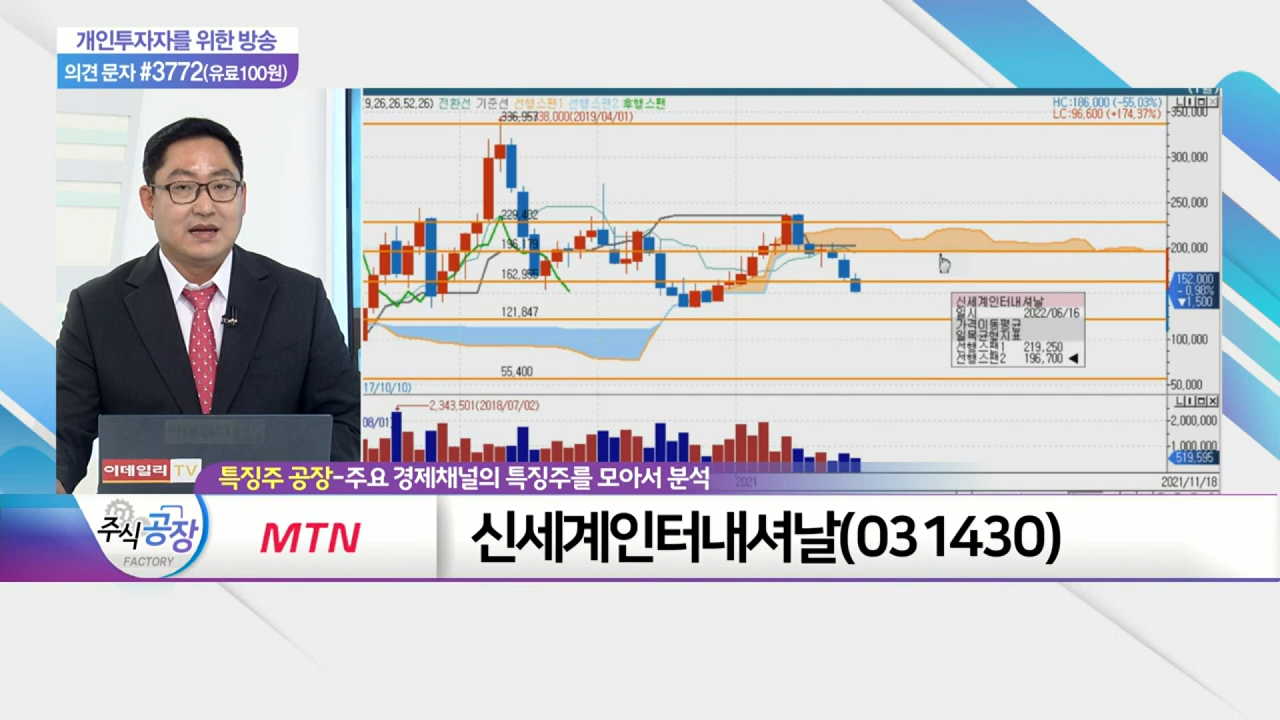 개인투자자를 위한 방송
의견 문자 #3772(유료100원)
9,26,26,52,26) 전환선 기준선 선행스팬1 선행스팬2 후행스팬
HC:186,000 (-55,03%)
LC:96,600 (+174,37%)
336,957
38,000(2019/04/01)
350,000
300,000
250,000
229,492
200,000
196,179
162,936
152,000
- 0,98%
▼1,500
121,847
100,000
55,400
50,000
신세계인터내셔날
일시 2022/06/16
가격이동평균
일목균형지표
선행스팬1 219,250
선행스팬2 196,700 ◀
17/10/10)
2,343,501(2018/07/02)
08/01
2,000,000
1,000,000
519,595
2021
2021/11/18
이데일리 TV
특징주 공장-주요 경제채널의 특징주를 모아서 분석
주식공장
FACTORY
MTN
신세계인터내셔날(031430)